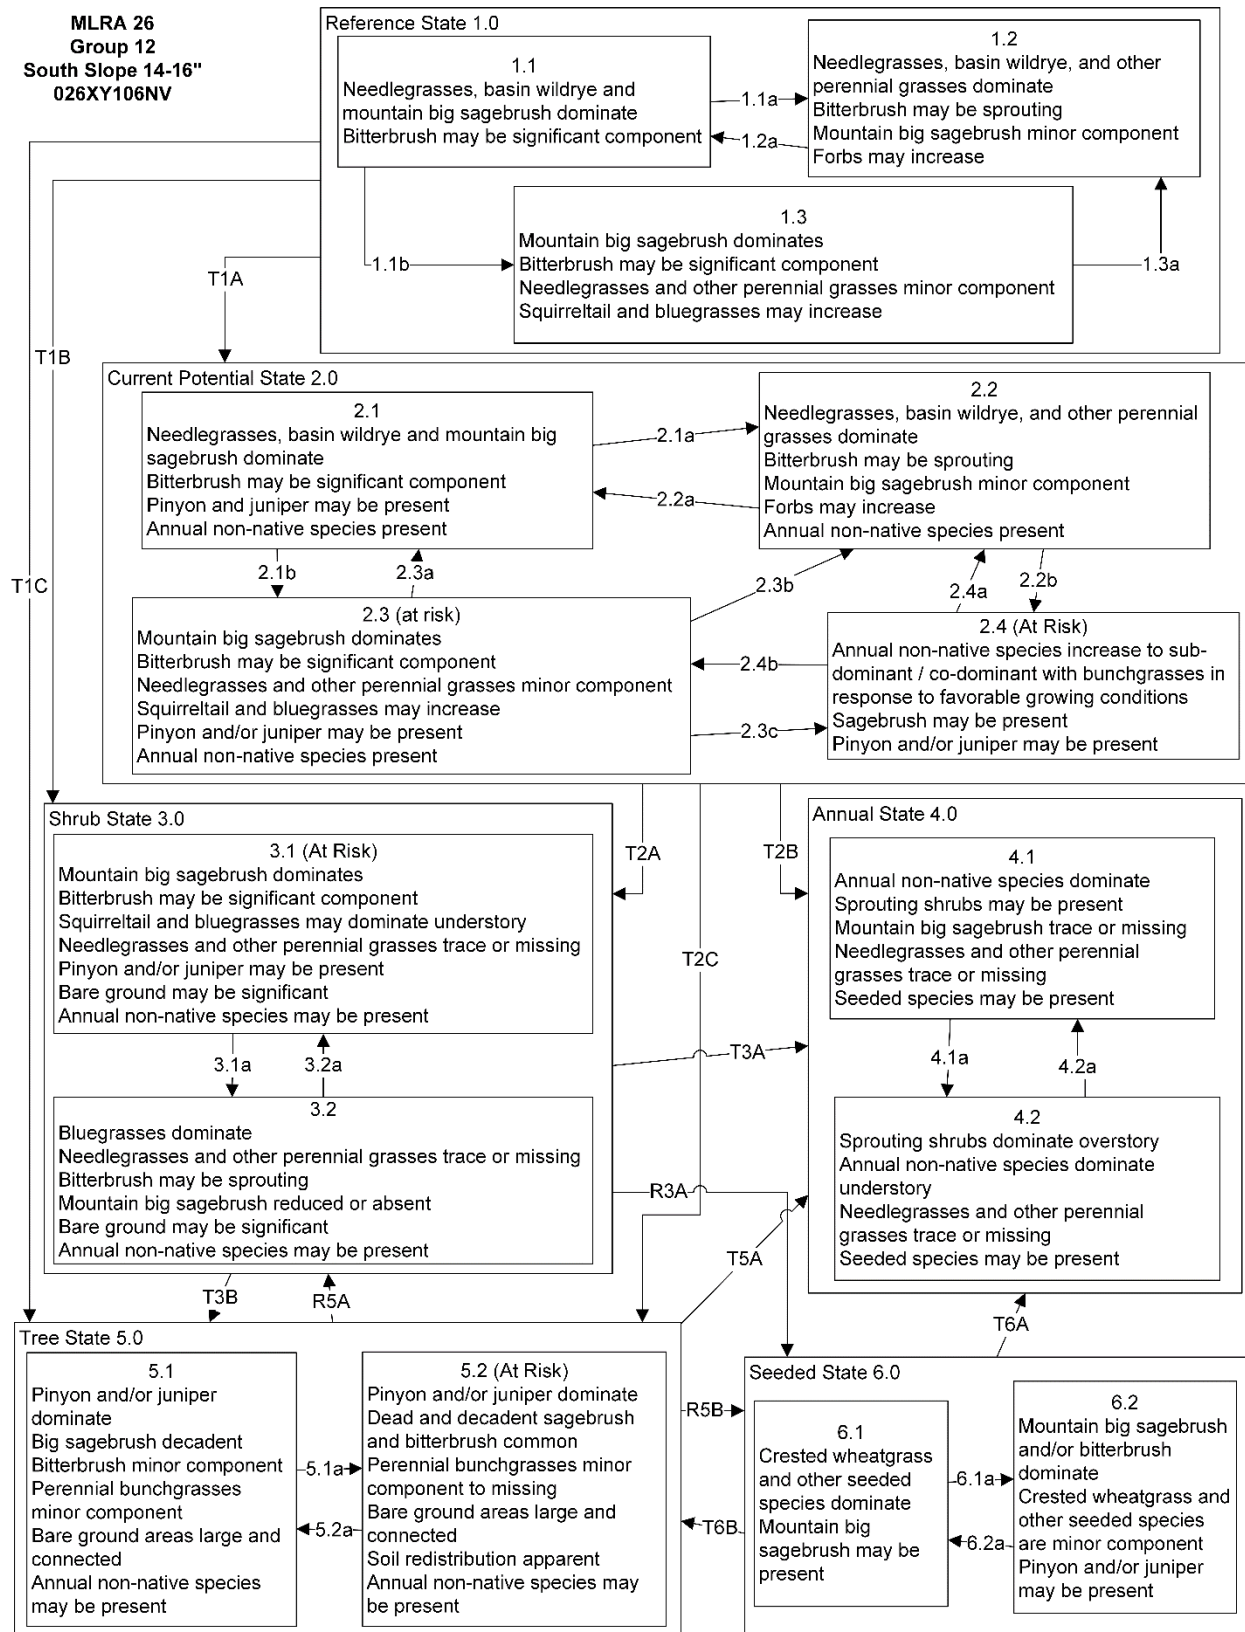 MLRA 26
Group 12
South Slope 14-16"
026XY106NV
Reference State 1.0
1.1
Needlegrasses, basin wildrye and
mountain big sagebrush dominate
Bitterbrush may be significant component
1.1a
1.2a
1.2
Needlegrasses, basin wildrye, and other
perennial grasses dominate
Bitterbrush may be sprouting
Mountain big sagebrush minor component
Forbs may increase
1.1b
1.3
Mountain big sagebrush dominates
Bitterbrush may be significant component
Needlegrasses and other perennial grasses minor component
Squirreltail and bluegrasses may increase
1.3a
T1A
T1B
T1C
Current Potential State 2.0
2.1
Needlegrasses, basin wildrye and mountain big
sagebrush dominate
Bitterbrush may be significant component
Pinyon and juniper may be present
Annual non-native species present
2.1a
2.2a
2.2
Needlegrasses, basin wildrye, and other perennial
grasses dominate
Bitterbrush may be sprouting
Mountain big sagebrush minor component
Forbs may increase
Annual non-native species present
2.1b
2.3a
2.3b
2.4a
2.2b
2.3 (at risk)
Mountain big sagebrush dominates
Bitterbrush may be significant component
Needlegrasses and other perennial grasses minor component
Squirreltail and bluegrasses may increase
Pinyon and/or juniper may be present
Annual non-native species present
2.4b
2.3c
2.4 (At Risk)
Annual non-native species increase to sub-
dominant / co-dominant with bunchgrasses in
response to favorable growing conditions
Sagebrush may be present
Pinyon and/or juniper may be present
T2A
T2C
T2B
Shrub State 3.0
3.1 (At Risk)
Mountain big sagebrush dominates
Bitterbrush may be significant component
Squirreltail and bluegrasses may dominate understory
Needlegrasses and other perennial grasses trace or missing
Pinyon and/or juniper may be present
Bare ground may be significant
Annual non-native species may be present
3.1a
3.2a
3.2
Bluegrasses dominate
Needlegrasses and other perennial grasses trace or missing
Bitterbrush may be sprouting
Mountain big sagebrush reduced or absent
Bare ground may be significant
Annual non-native species may be present
T3A
R3A
T5A
Annual State 4.0
4.1
Annual non-native species dominate
Sprouting shrubs may be present
Mountain big sagebrush trace or missing
Needlegrasses and other perennial
grasses trace or missing
Seeded species may be present
4.1a
4.2a
4.2
Sprouting shrubs dominate overstory
Annual non-native species dominate
understory
Needlegrasses and other perennial
grasses trace or missing
Seeded species may be present
T3B
R5A
T6A
Tree State 5.0
5.1
Pinyon and/or juniper
dominate
Big sagebrush decadent
Bitterbrush minor component
Perennial bunchgrasses
minor component
Bare ground areas large and
connected
Annual non-native species
may be present
5.1a
5.2a
5.2 (At Risk)
Pinyon and/or juniper dominate
Dead and decadent sagebrush
and bitterbrush common
Perennial bunchgrasses minor
component to missing
Bare ground areas large and
connected
Soil redistribution apparent
Annual non-native species may
be present
R5B
T6B
Seeded State 6.0
6.1
Crested wheatgrass
and other seeded
species dominate
Mountain big
sagebrush may be
present
6.1a
6.2a
6.2
Mountain big sagebrush
and/or bitterbrush
dominate
Crested wheatgrass and
other seeded species
are minor component
Pinyon and/or juniper
may be present